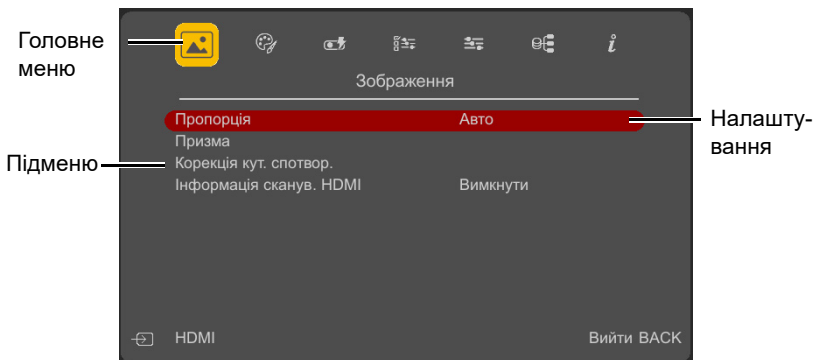 Головне
меню
Зображення
Пропорція Авто
Налашту-
вання
Призма
Підменю
Корекція кут. спотвор.
Інформація сканув. HDMI Вимкнути
HDMI Вийти BACK